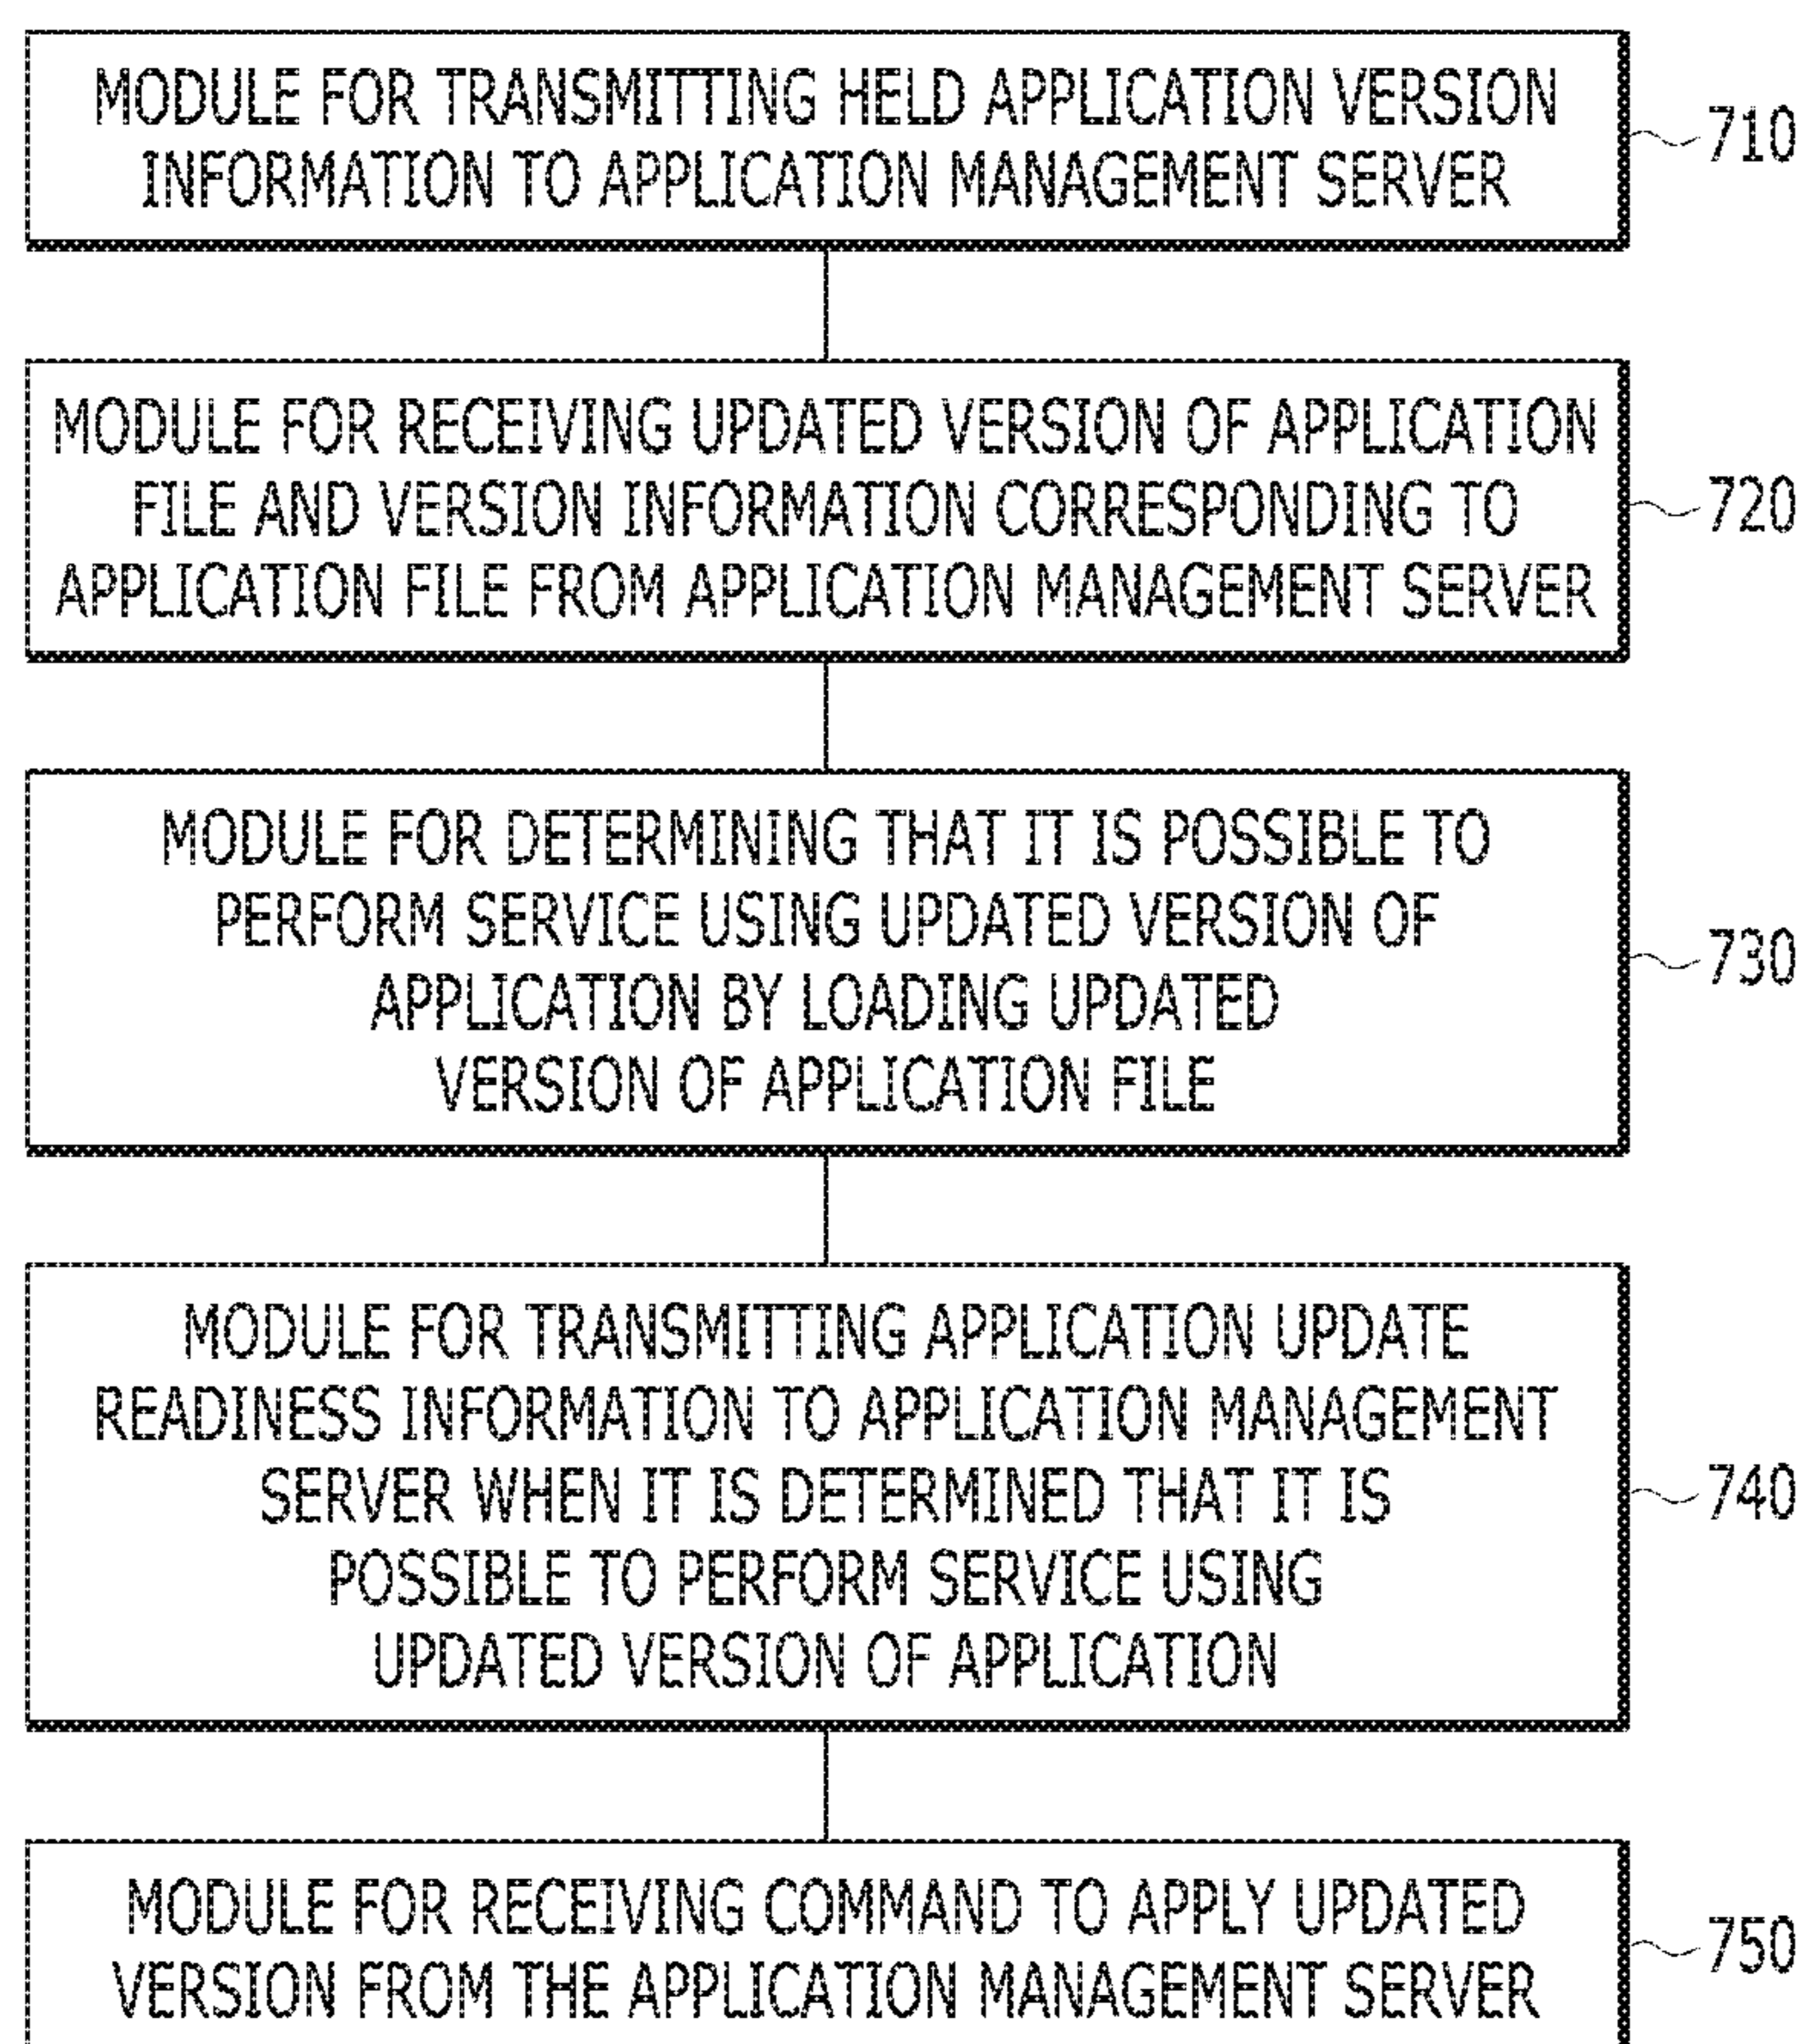 MODULE FOR TRANSMITTING HELD APPLICATION VERSION
INFORMATION TO APPLICATION MANAGEMENT SERVER
710
MODULE FOR RECEIVING UPDATED VERSION OF APPLICATION
FILE AND VERSION INFORMATION CORRESPONDING TO
APPLICATION FILE FROM APPLICATION MANAGEMENT SERVER
720
MODULE FOR DETERMINING THAT IT IS POSSIBLE TO
PERFORM SERVICE USING UPDATED VERSION OF
APPLICATION BY LOADING UPDATED
VERSION OF APPLICATION FILE
730
MODULE FOR TRANSMITTING APPLICATION UPDATE
READINESS INFORMATION TO APPLICATION MANAGEMENT
SERVER WHEN IT IS DETERMINED THAT IT IS
POSSIBLE TO PERFORM SERVICE USING
UPDATED VERSION OF APPLICATION
740
MODULE FOR RECEIVING COMMAND TO APPLY UPDATED
VERSION FROM THE APPLICATION MANAGEMENT SERVER
750